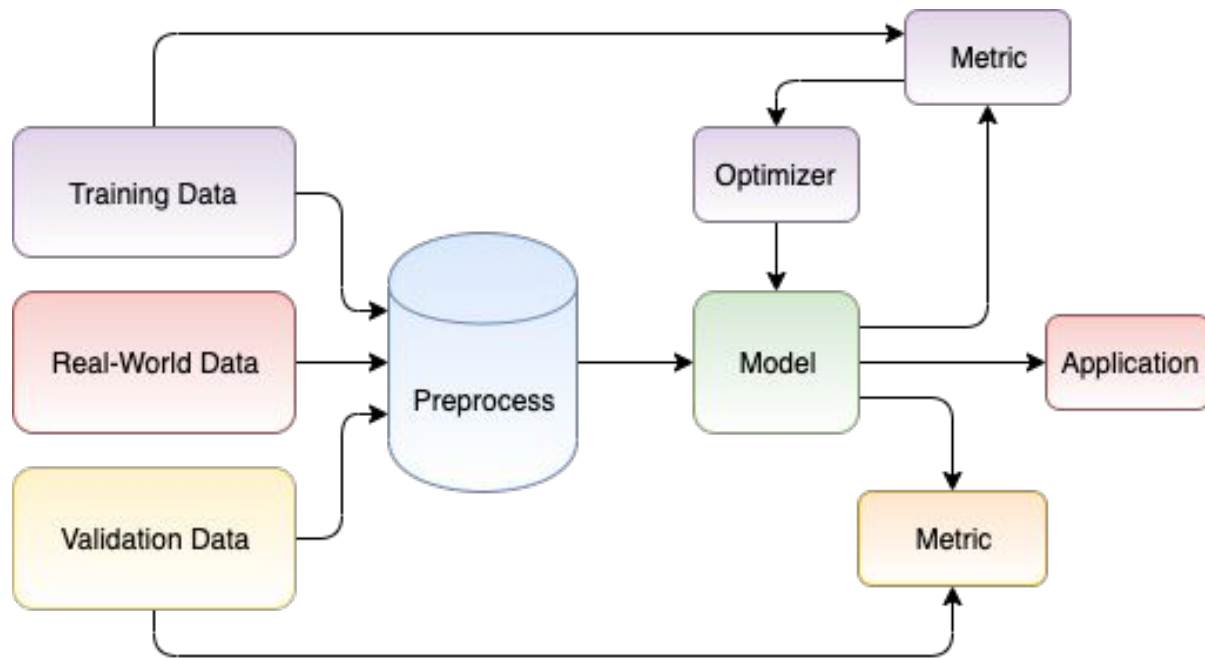 Metric
Training Data
Optimizer
Real-World Data
Preprocess
Model
Application
Validation Data
Metric